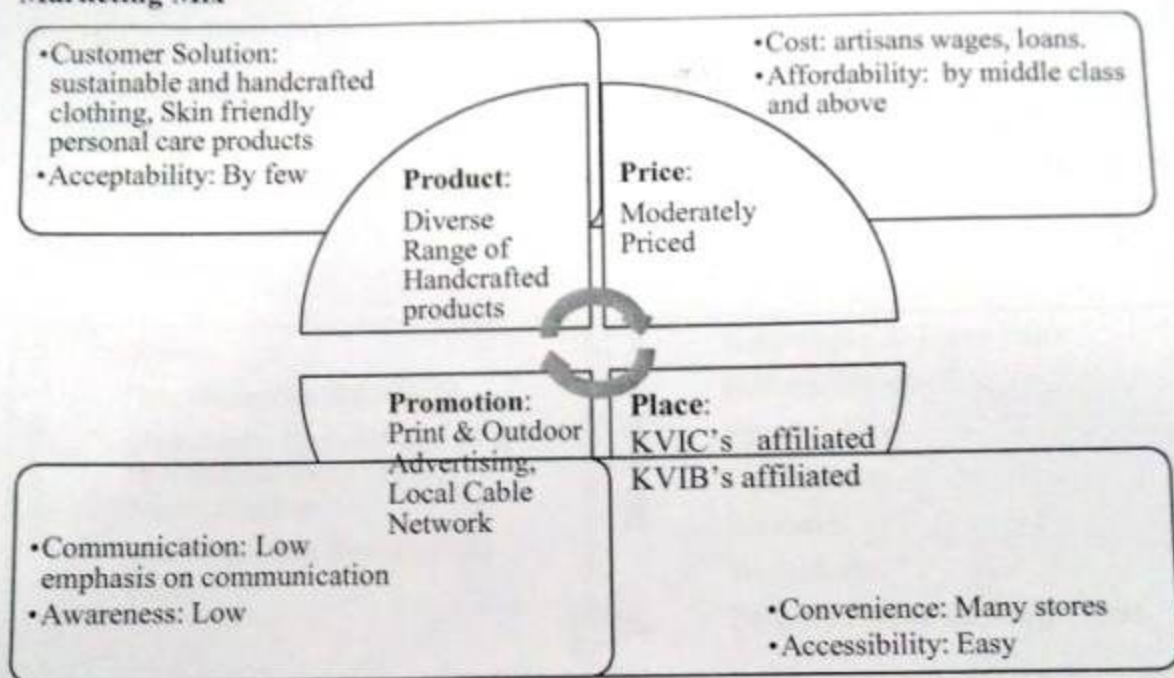 Marketing Mix
•Customer Solution:
sustainable and handcrafted
clothing, Skin friendly
personal care products
•Acceptability: By few
•Cost: artisans wages, loans.
•Affordability: by middle class
and above
Product:
Diverse
Range of
Handcrafted
products
Price:
Moderately
Priced
Promotion:
Print & Outdoor
Advertising,
Local Cable
Network
Place:
KVIC's affiliated
KVIB's affiliated
•Communication: Low
emphasis on communication
•Awareness: Low
•Convenience: Many stores
•Accessibility: Easy